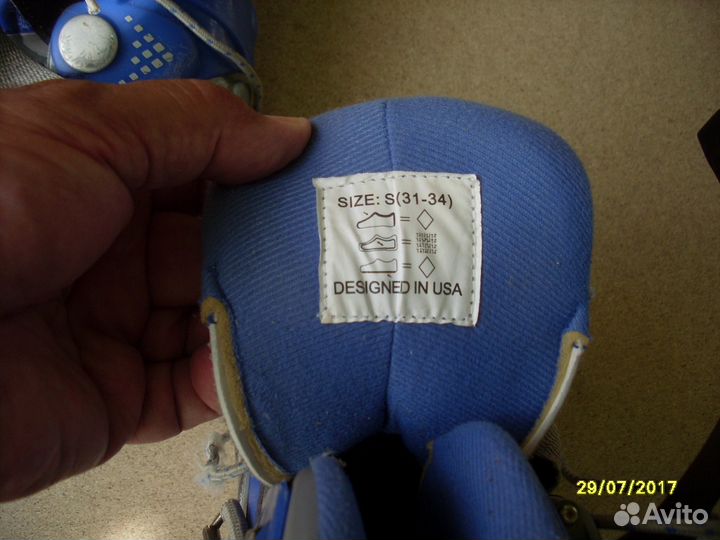 SIZE: S(31-34)
=
=
=
DESIGNED IN USA
29/07/2017
Avito